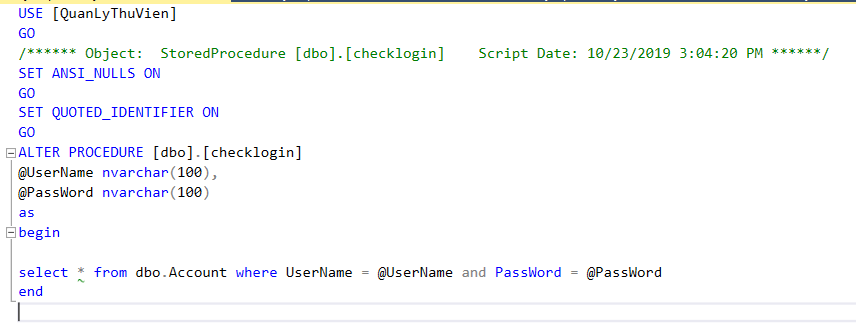 USE [QuanLyThuVien]
GO
/****** Object:  StoredProcedure [dbo].[checklogin]    Script Date: 10/23/2019 3:04:20 PM ******/
SET ANSI_NULLS ON
GO
SET QUOTED_IDENTIFIER ON
GO
ALTER PROCEDURE [dbo].[checklogin]
@UserName nvarchar(100),
@PassWord nvarchar(100)
as
begin
select * from dbo.Account where UserName = @UserName and PassWord = @PassWord
end